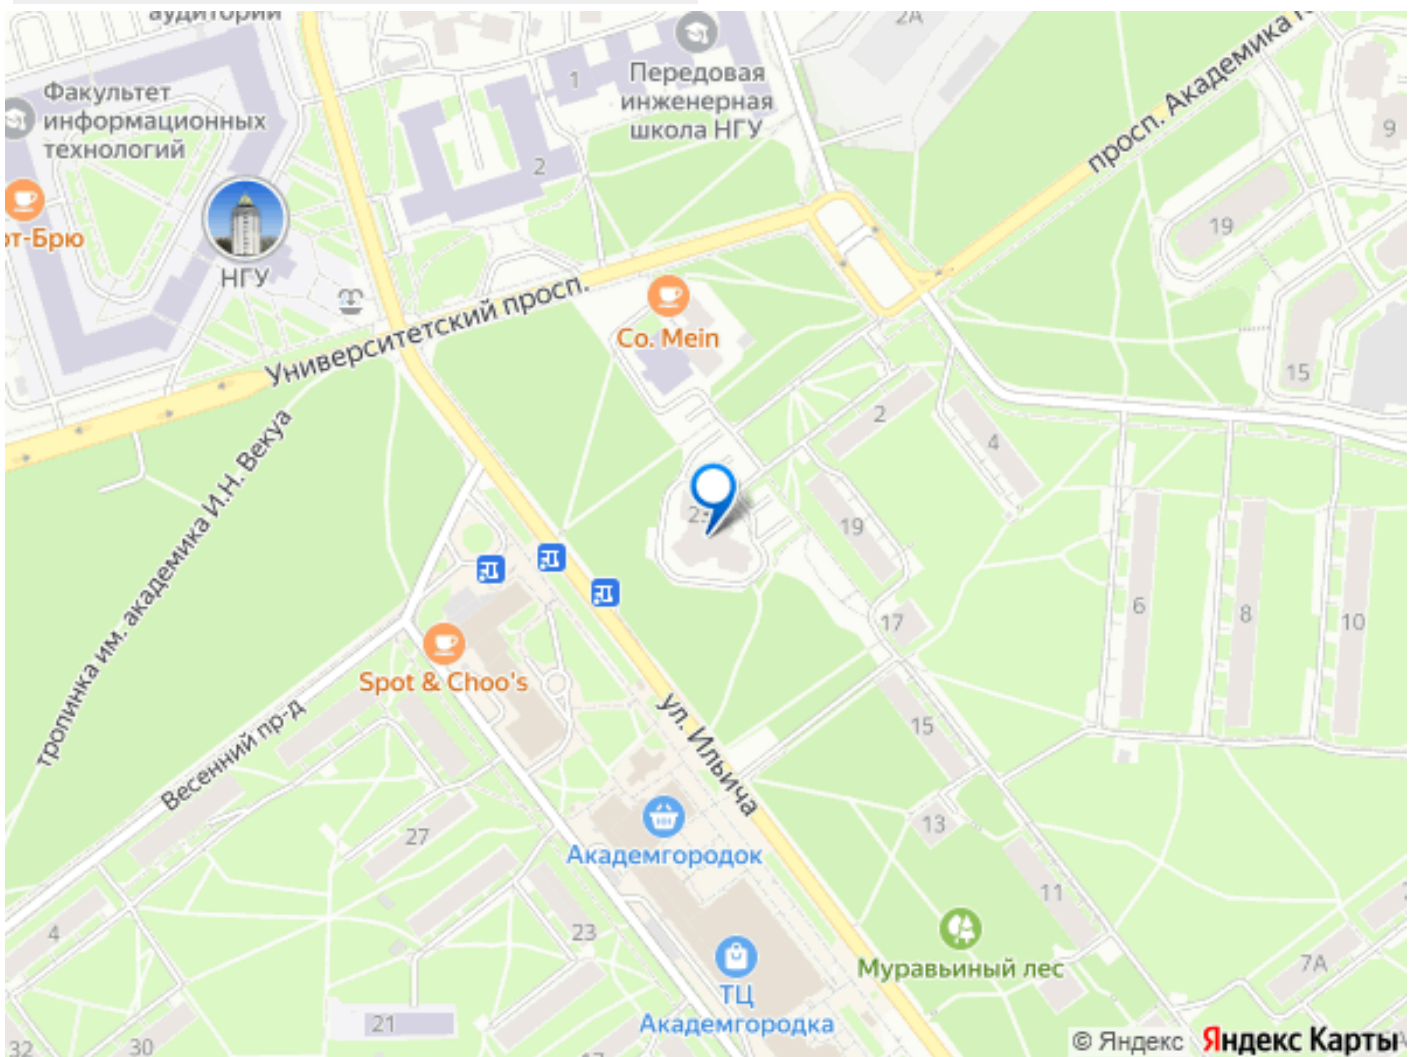 аудитории
2А
Передовая
инженерная
школа НГУ
1
2
Факультет
информационных
технологий
просп. Академика
9
19
НГУ
Университетский просп.
Co. Mein
15
2
4
тропинка им. академика И.Н. Векуа
19
6
8
10
17
Spot & Choo's
ул. Ильича
15
Весенний пр-д
13
27
Академгородок
11
4
23
Муравьиный лес
7А
ТЦ
Академгородка
21
32
30
17
15
© Яндекс Яндекс Карты